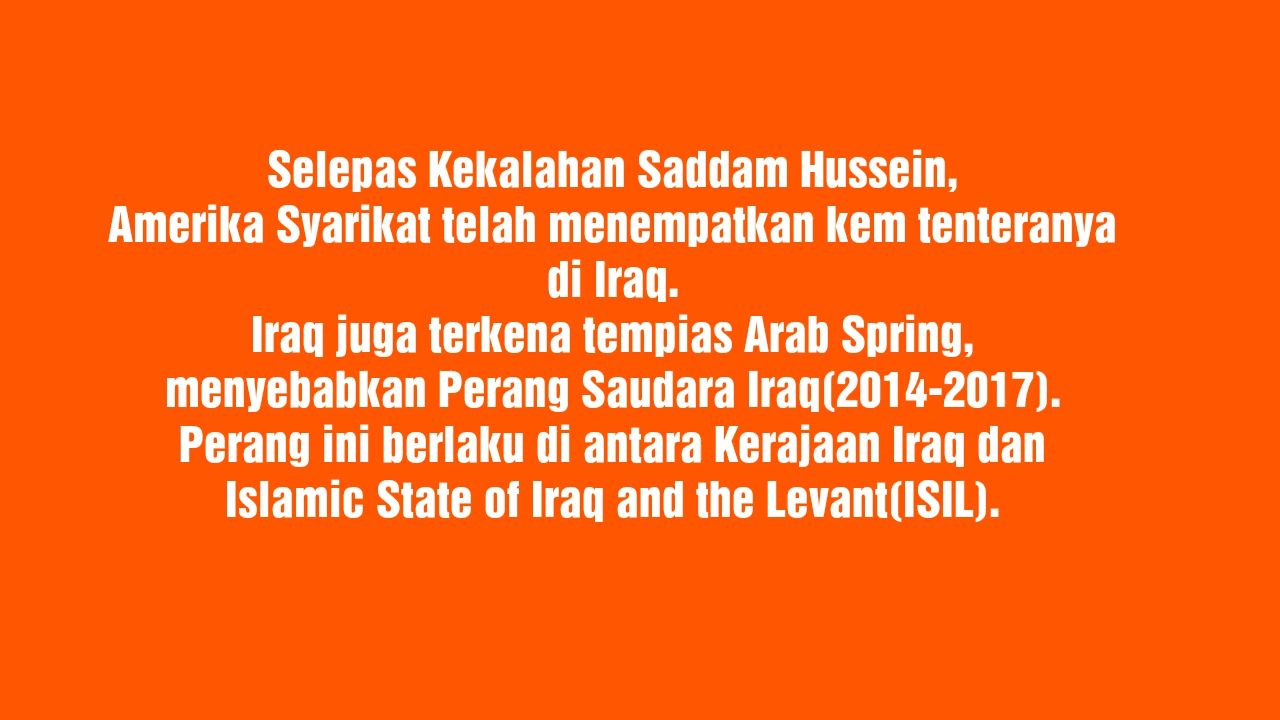 Selepas Kekalahan Saddam Hussein,
Amerika Syarikat telah menempatkan kem tenteranya
di Iraq.
Iraq juga terkena tempias Arab Spring,
menyebabkan Perang Saudara Iraq(2014-2017).
Perang ini berlaku di antara Kerajaan Iraq dan
Islamic State of Iraq and the Levant(ISIL).